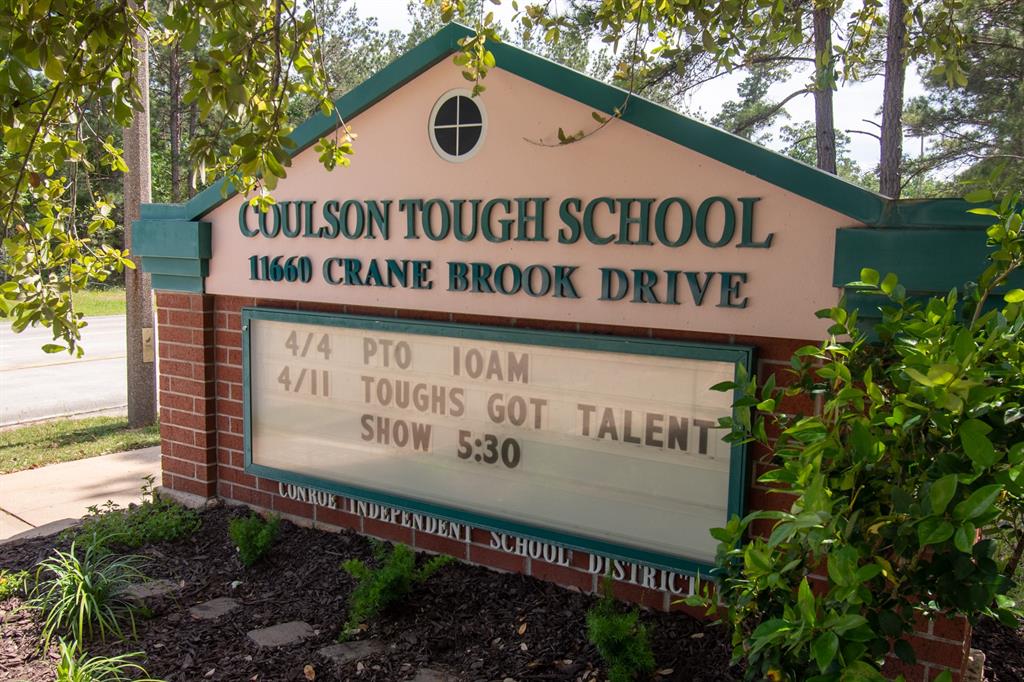 COULSON TOUGH SCHOOL
11660 CRANE BROOK DRIVE
4/4 PTO 10AM
4/11 TOUGHS GOT TALENT
SHOW 5:30
CONROE INDEPENDENT SCHOOL DISTRICT